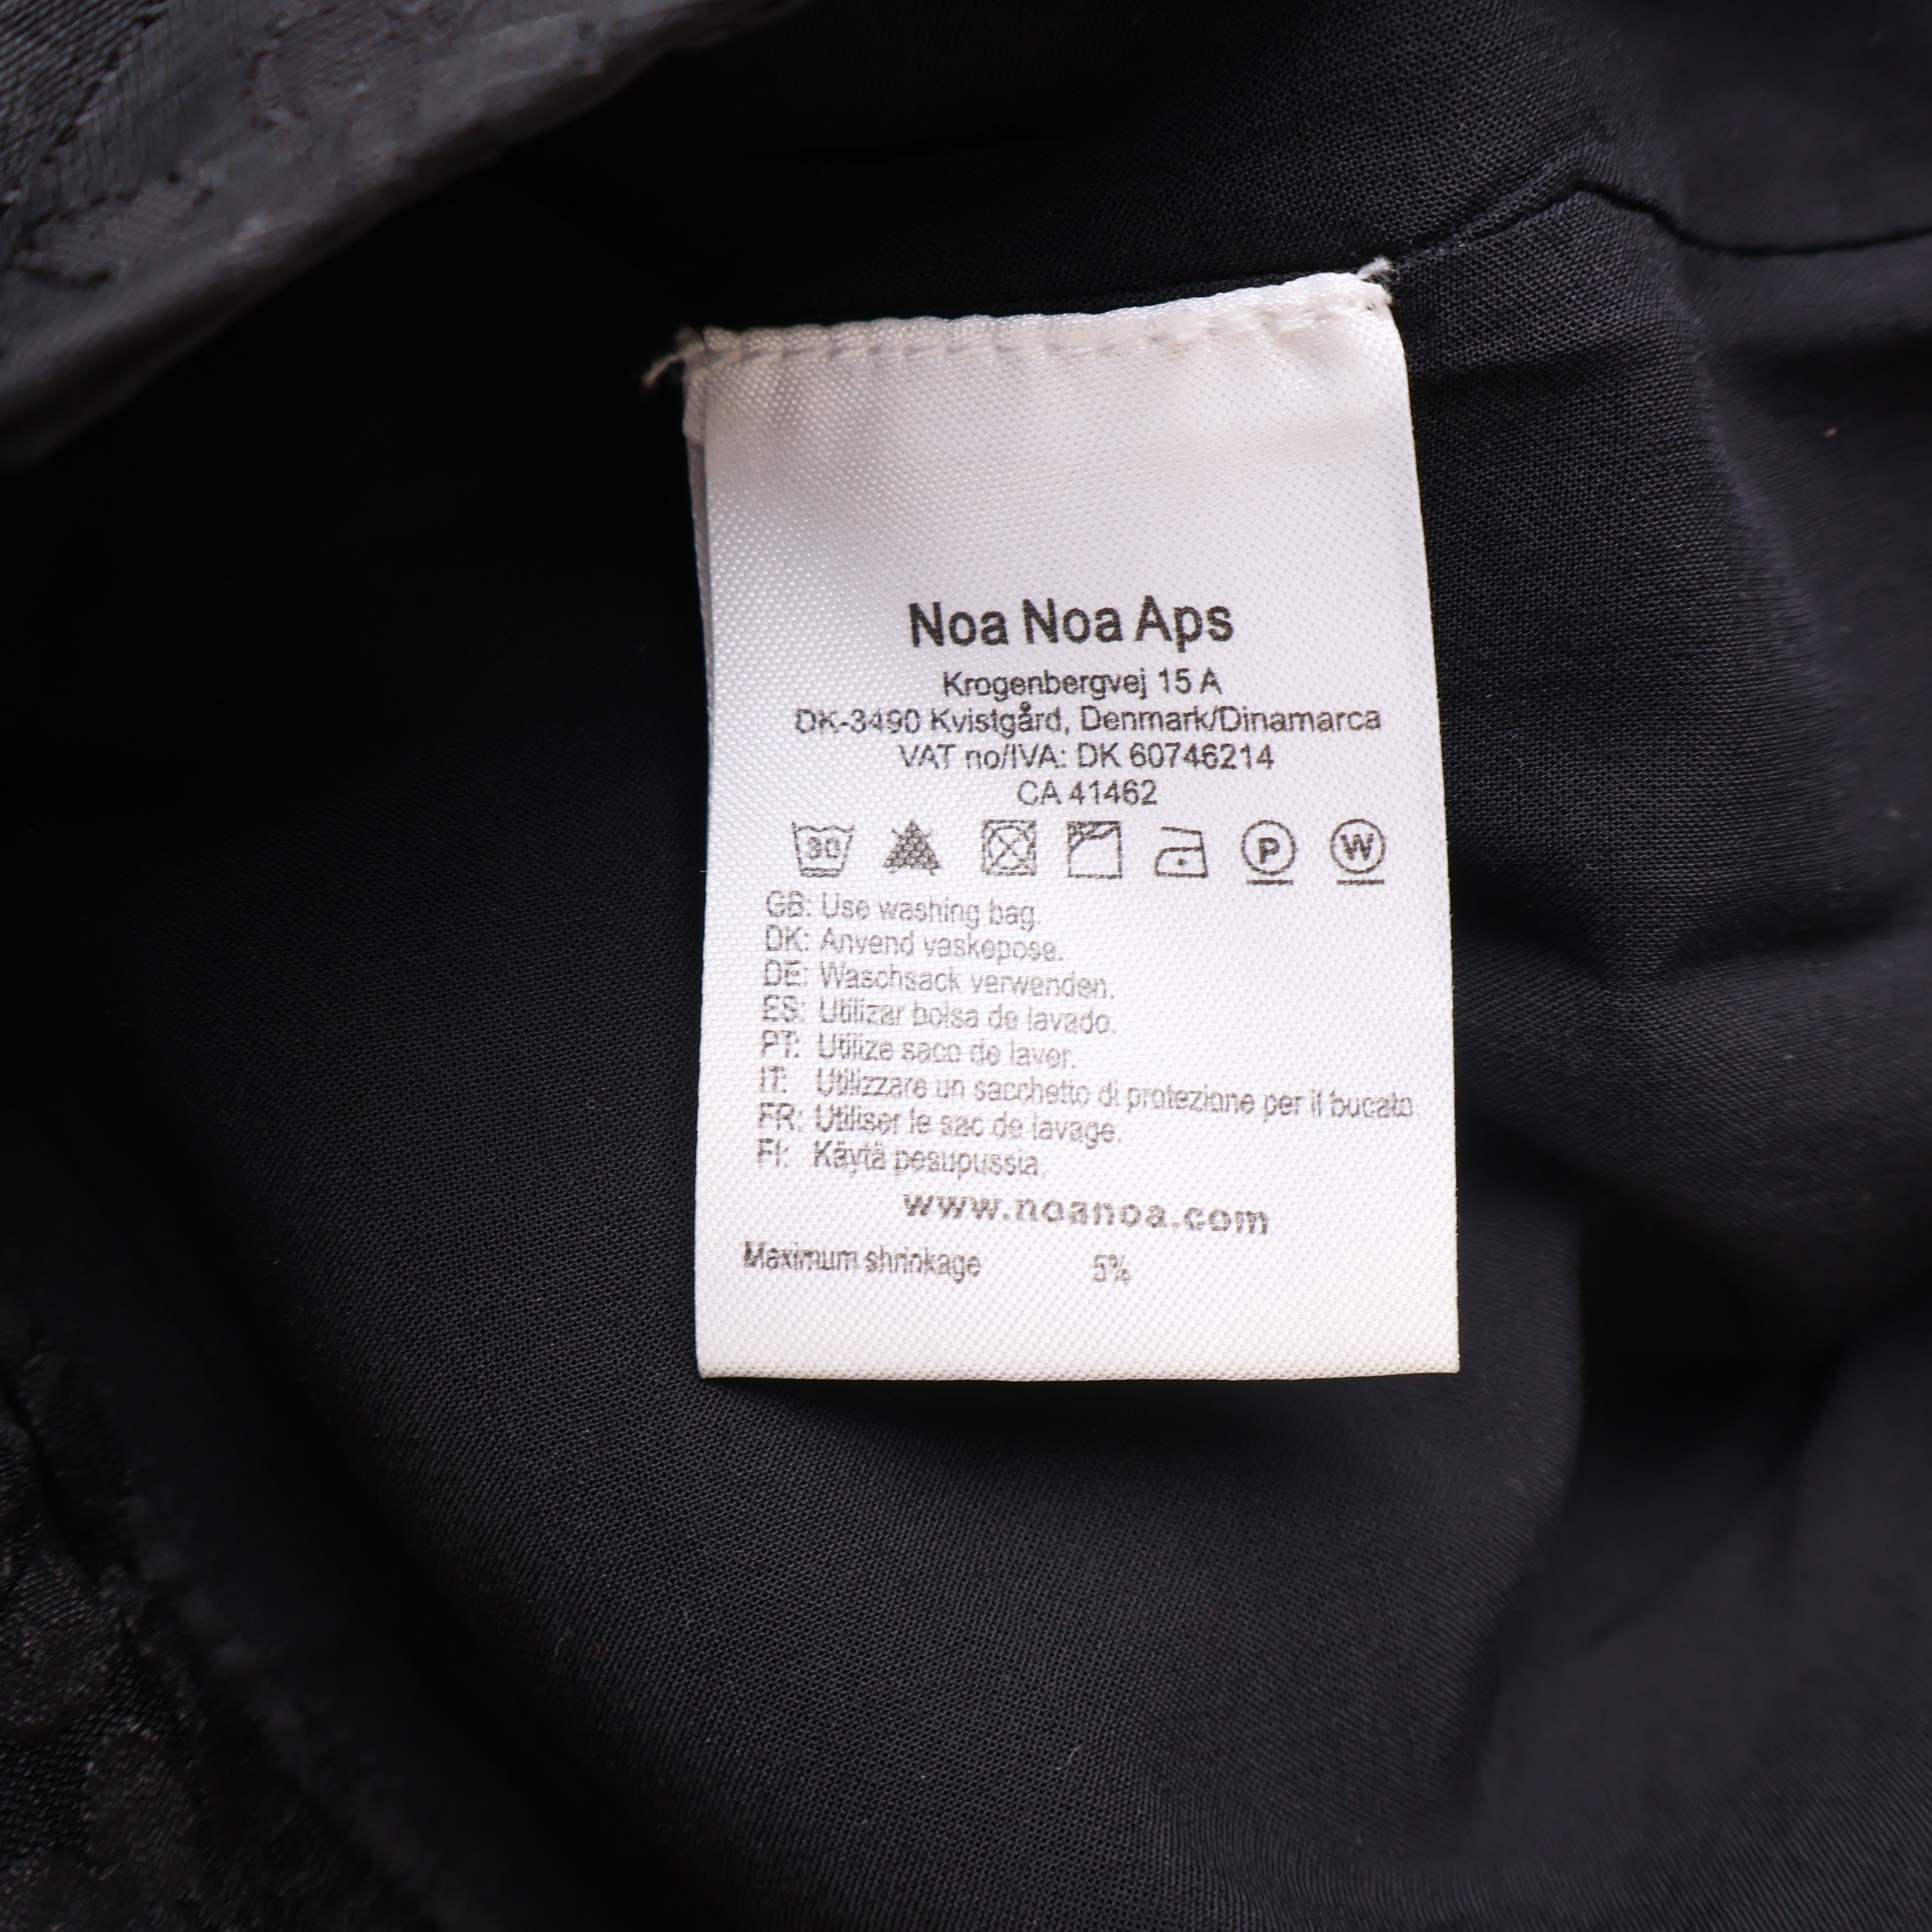 Noa Noa Aps
Krogenbergvej 15 A
DK-3490 Kvistgård, Denmark/Dinamarca
VAT no/IVA: DK 60746214
CA 41462
30 P W
GB: Use washing bag.
DK: Anvend vaskepose.
DE: Waschsack verwenden.
ES: Utilizar bolsa de lavado.
PT: Utilize saco de laver.
IT: Utilizzare un sacchetto di protezione per il bucato.
FR: Utiliser le sac de lavage.
FI: Käytä pesupussia.
www.noanoa.com
Maximum shrinkage 5%